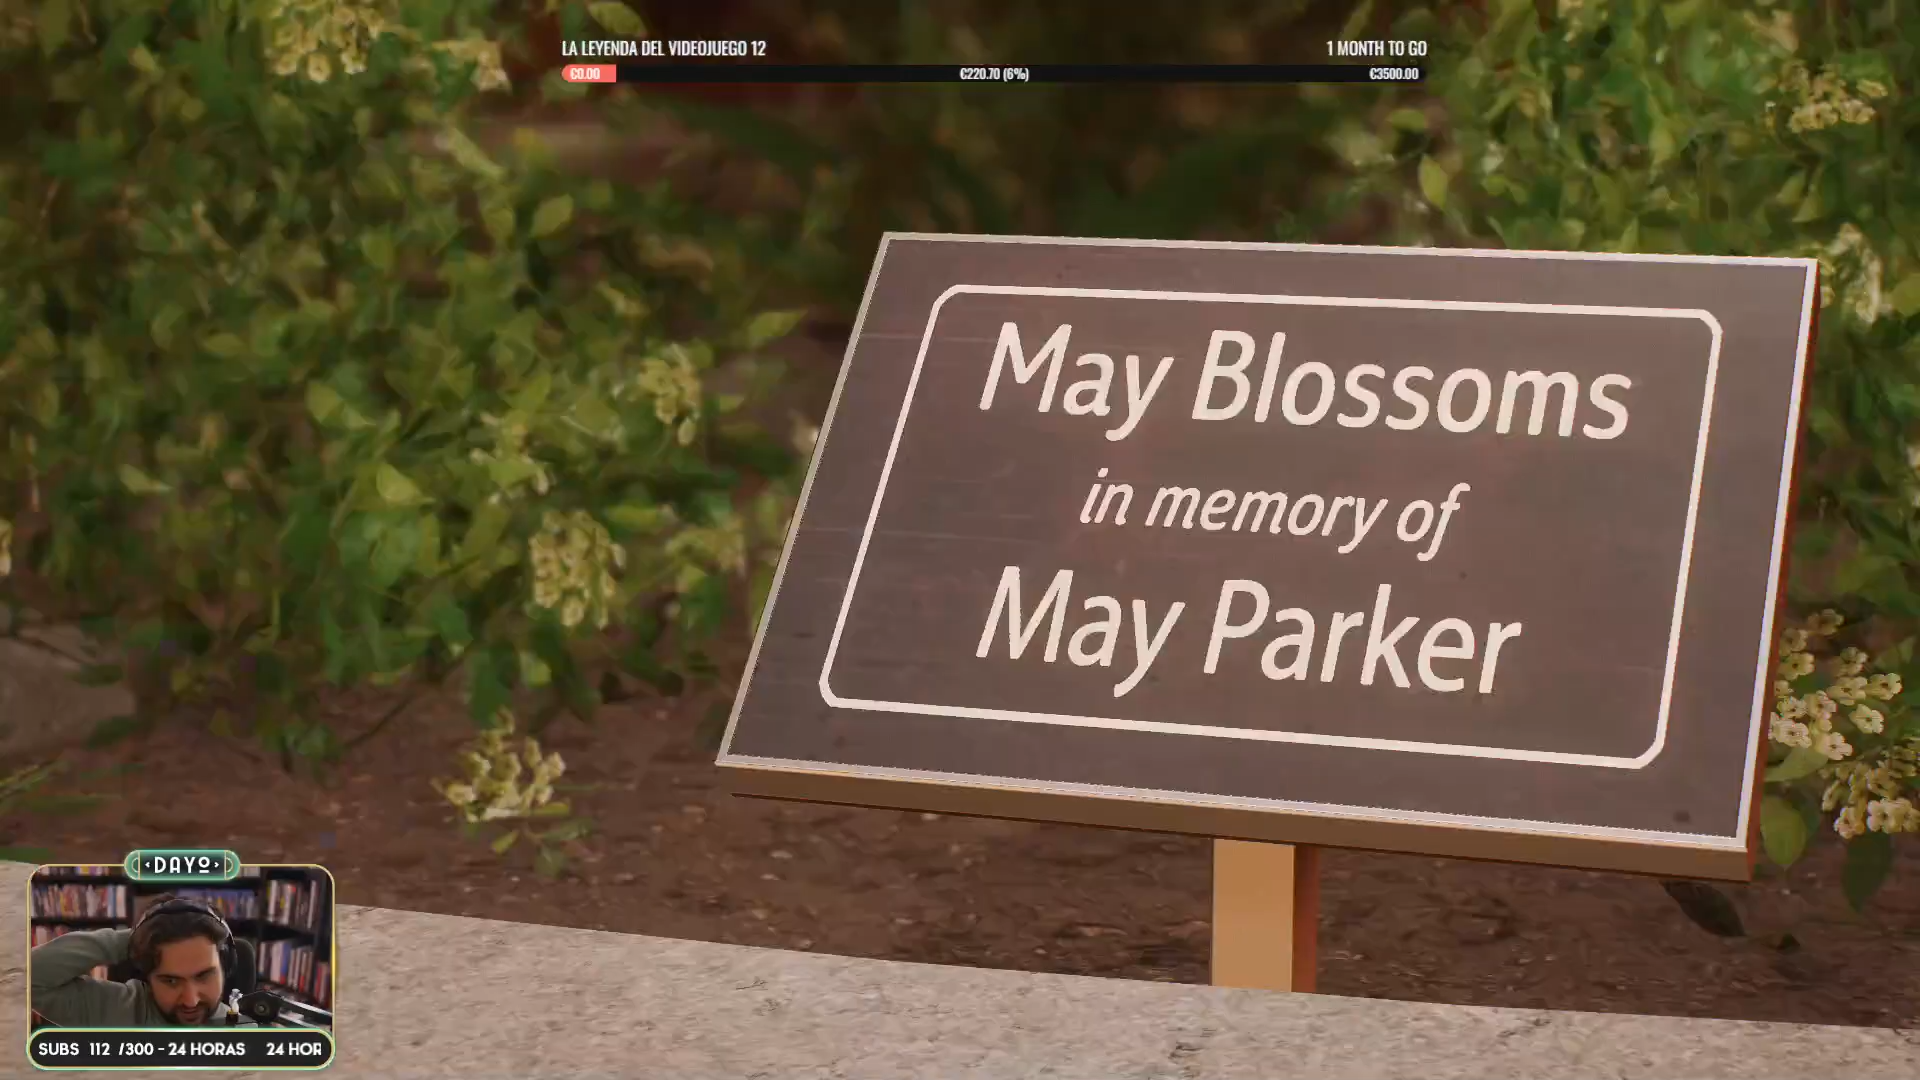 LA LEYENDA DEL VIDEOJUEGO 12
1 MONTH TO GO
€0.00
€220.70 (6%)
€3500.00
May Blossoms
in memory of
May Parker
DAYO
SUBS 112 /300 - 24 HORAS 24 HOR